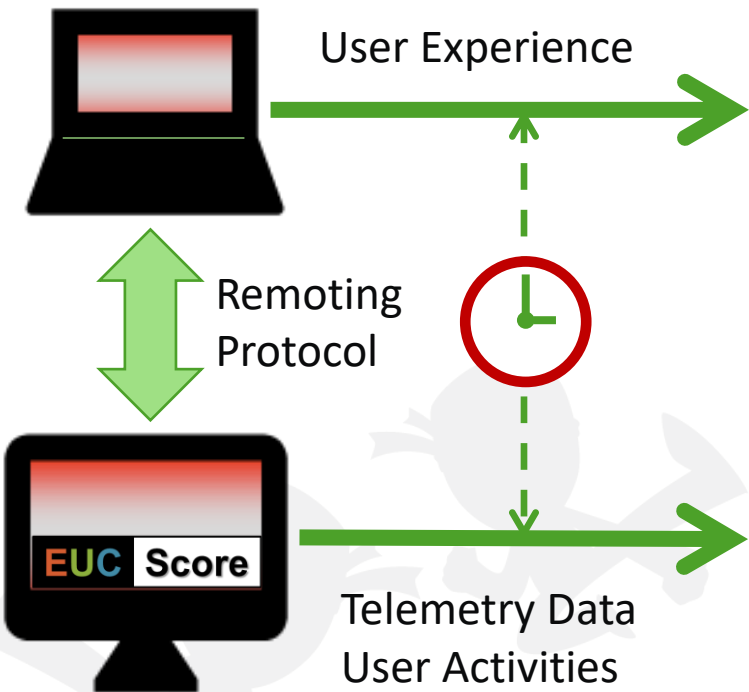 User Experience
Remoting
Protocol
EUC Score
Telemetry Data
User Activities